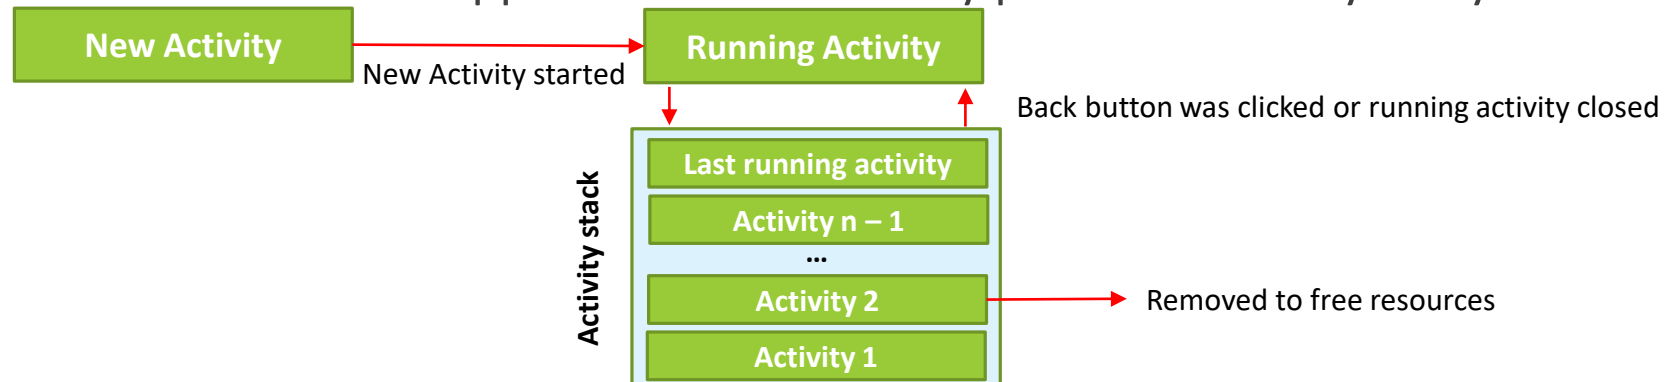 New Activity
Running Activity
New Activity started
Back button was clicked or running activity closed
Activity stack
Last running activity
Activity n – 1
...
Activity 2
Removed to free resources
Activity 1